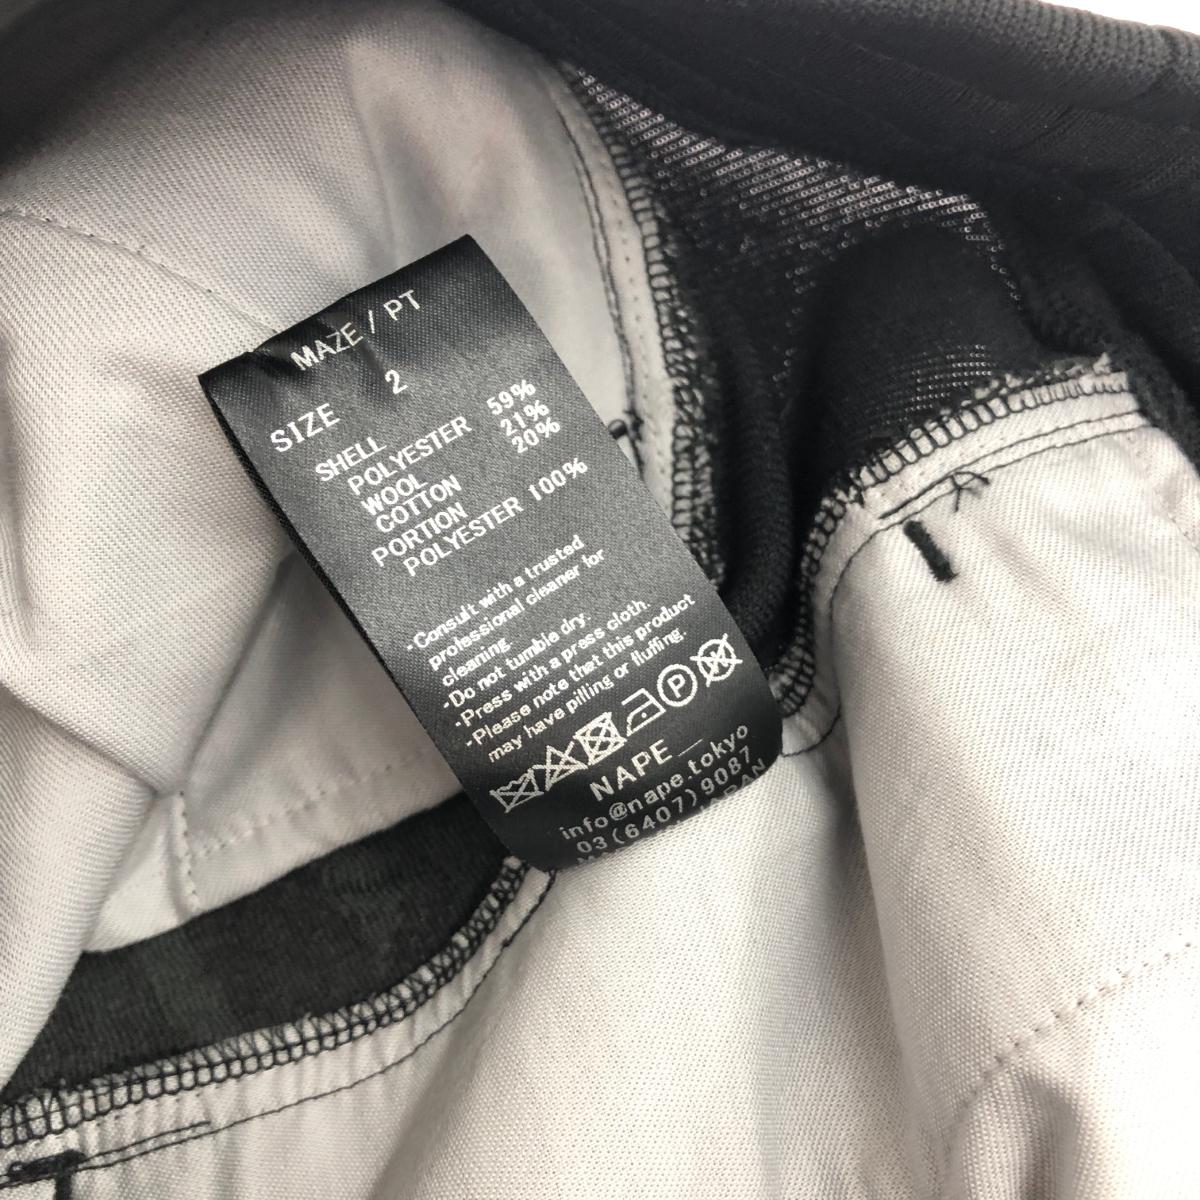 MAZE / PT
SIZE 2
SHELL
POLYESTER 59%
WOOL 21%
COTTON 20%
PORTION
POLYESTER 100%
-Consult with a trusted
professional cleaner for
cleaning
-Do not tumble dry.
-Press with a press cloth.
-Please note that this product
may have pilling or fluffing.
P W
NAPE_
info@nape.tokyo
03(6407)9087
JAPAN